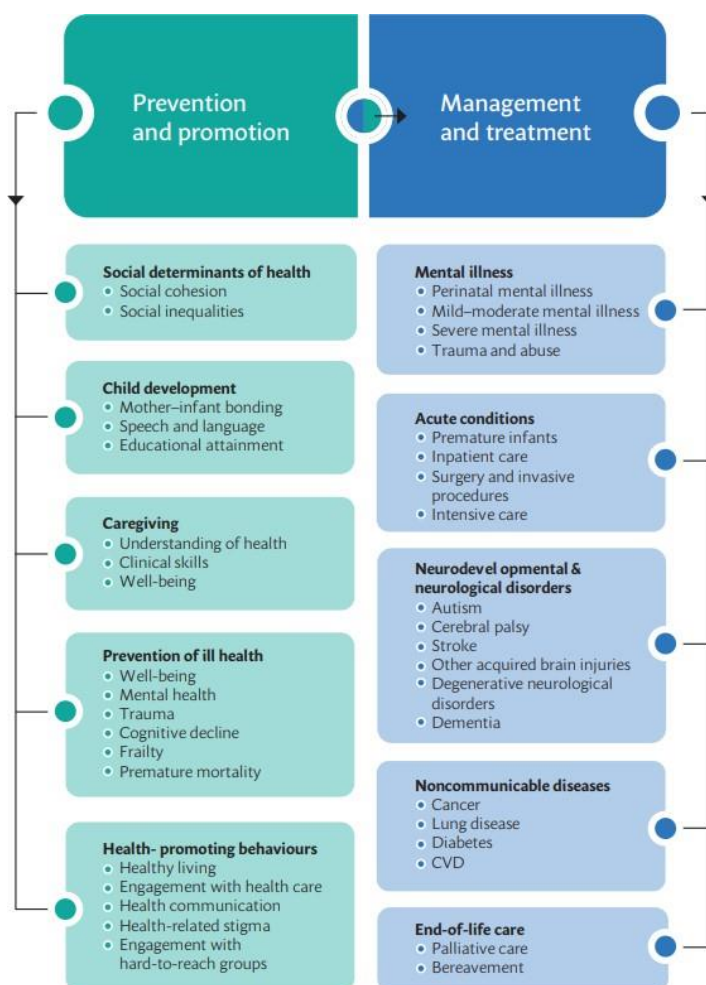 Prevention
and promotion
Management
and treatment
Social determinants of health
Social cohesion
Social inequalities
Child development
Mother–infant bonding
Speech and language
Educational attainment
Caregiving
Understanding of health
Clinical skills
Well-being
Prevention of ill health
Well-being
Mental health
Trauma
Cognitive decline
Frailty
Premature mortality
Health- promoting behaviours
Healthy living
Engagement with health care
Health communication
Health-related stigma
Engagement with
hard-to-reach groups
Mental illness
Perinatal mental illness
Mild–moderate mental illness
Severe mental illness
Trauma and abuse
Acute conditions
Premature infants
Inpatient care
Surgery and invasive
procedures
Intensive care
Neurodevel opmental &
neurological disorders
Autism
Cerebral palsy
Stroke
Other acquired brain injuries
Degenerative neurological
disorders
Dementia
Noncommunicable diseases
Cancer
Lung disease
Diabetes
CVD
End-of-life care
Palliative care
Bereavement